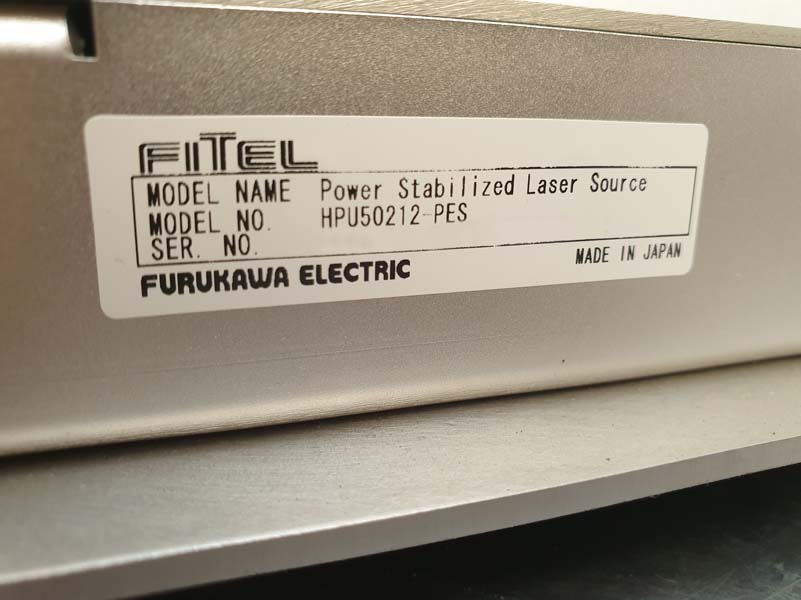 FITEL
MODEL NAME Power Stabilized Laser Source
MODEL NO. HPU50212-PES
SER. NO.
FURUKAWA ELECTRIC MADE IN JAPAN